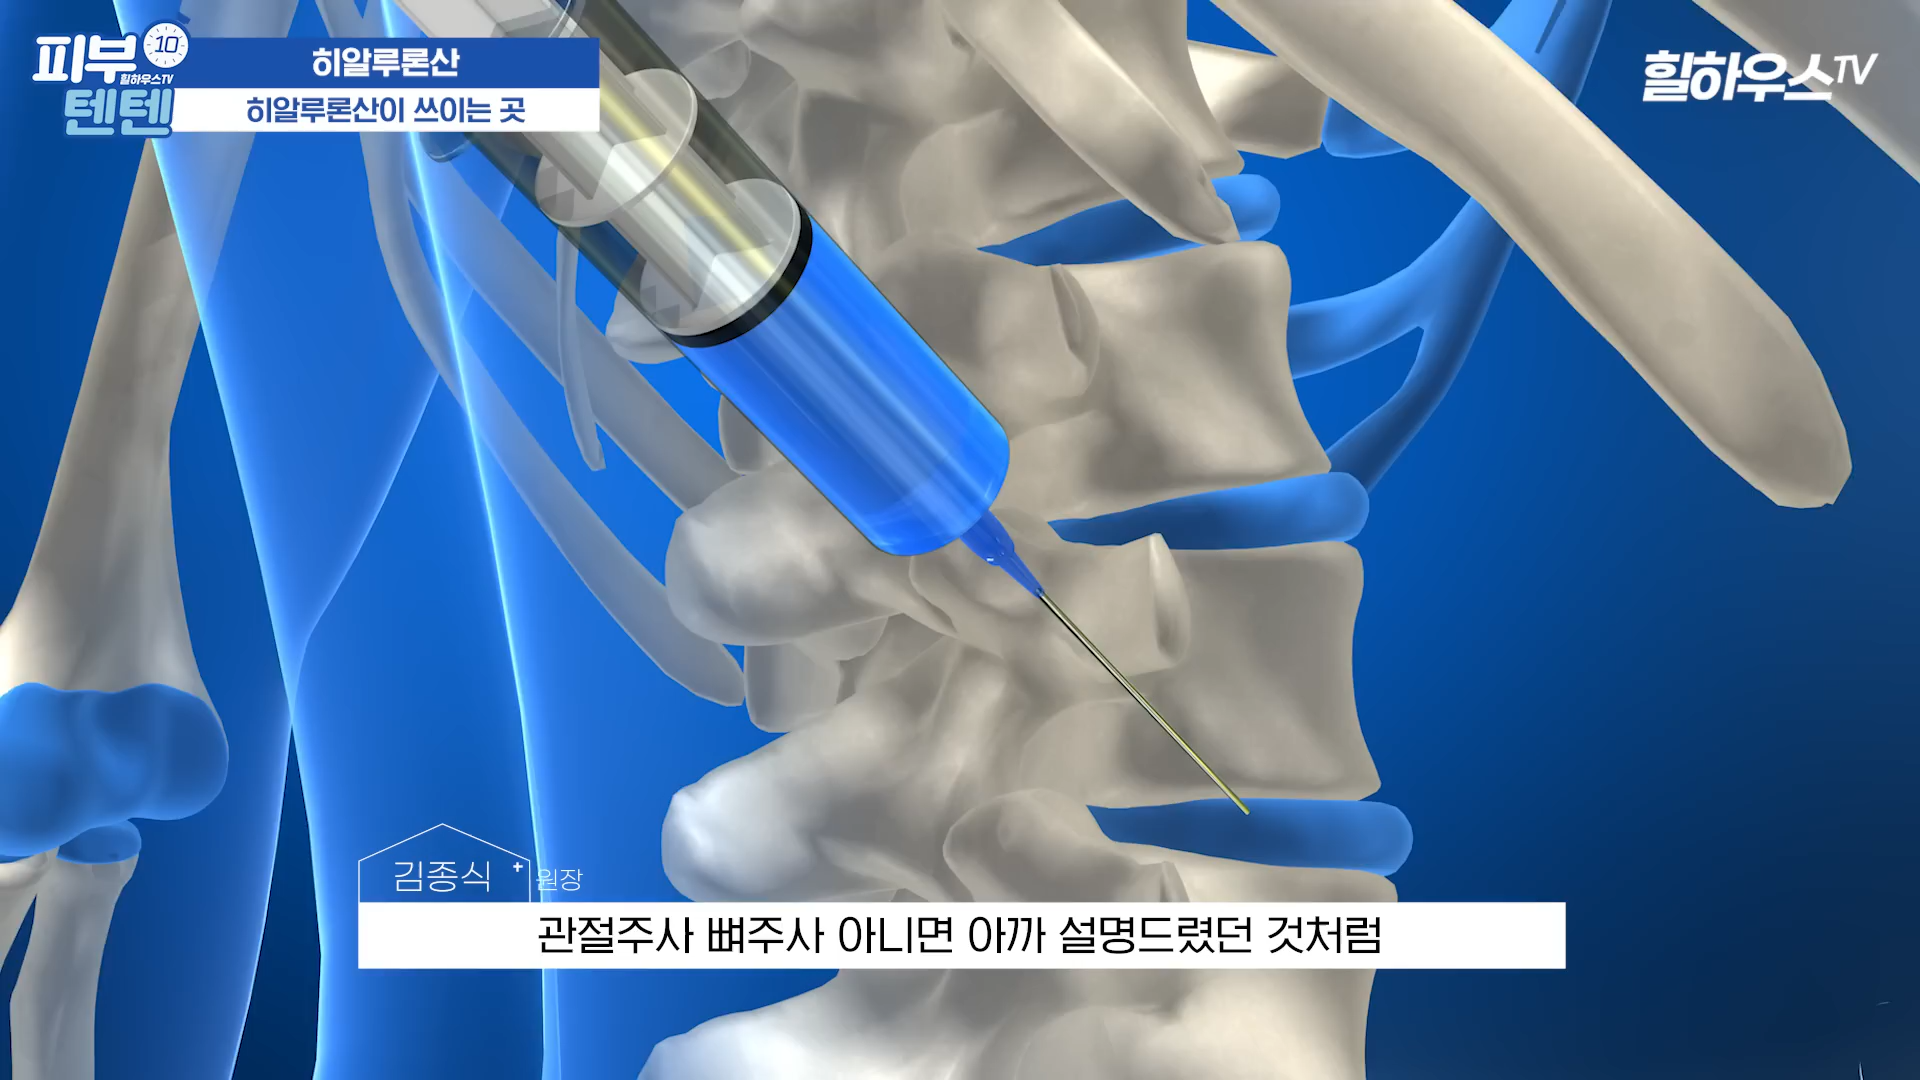 피부 10
힐하우스TV
텐텐
히알루론산
히알루론산이 쓰이는 곳
힐하우스TV
김종식 원장
관절주사 뼈주사 아니면 아까 설명드렸던 것처럼